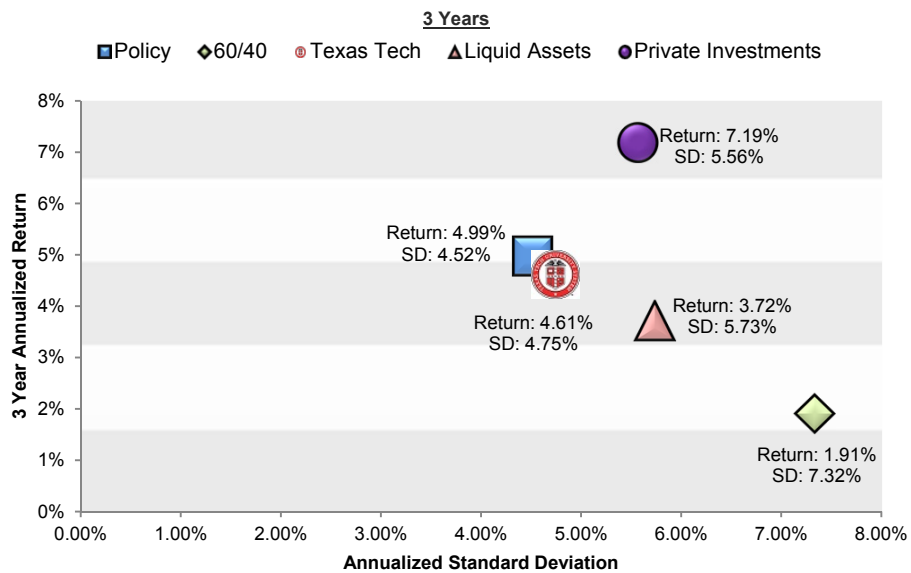 3 Years
Policy 60/40 Texas Tech Liquid Assets Private Investments
8%
7%
6%
5%
4%
3%
2%
1%
0%
3 Year Annualized Return
Return: 7.19%
SD: 5.56%
Return: 4.99%
SD: 4.52%
Return: 4.61%
SD: 4.75%
Return: 3.72%
SD: 5.73%
Return: 1.91%
SD: 7.32%
0.00% 1.00% 2.00% 3.00% 4.00% 5.00% 6.00% 7.00% 8.00%
Annualized Standard Deviation